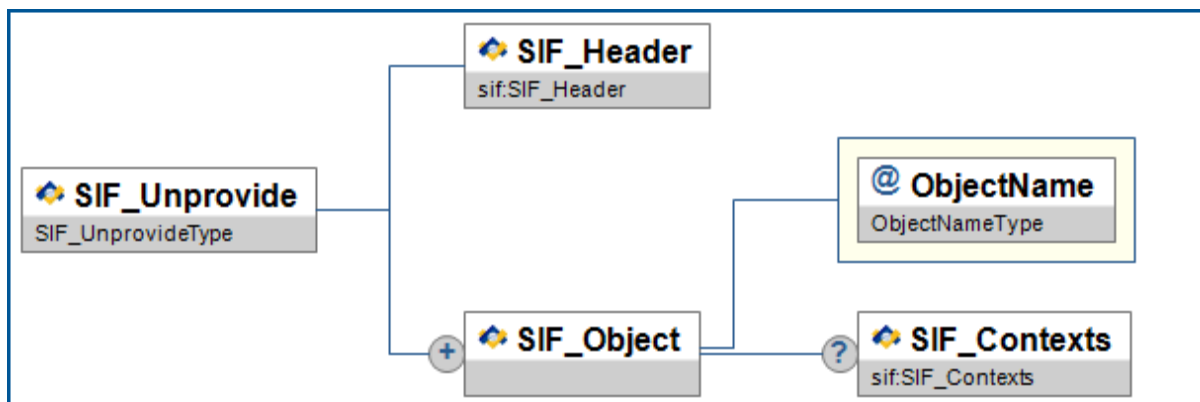 SIF_Header
sif:SIF_Header
SIF_Unprovide
SIF_UnprovideType
@ ObjectName
ObjectNameType
+ SIF_Object
? SIF_Contexts
sif:SIF_Contexts